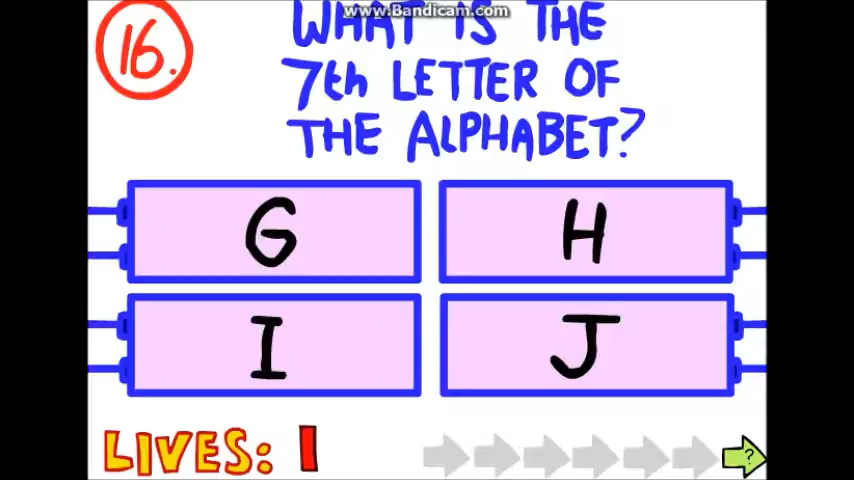 www.Bandicam.com
16.
WHAT IS THE
7th LETTER OF
THE ALPHABET?
G
H
I
J
LIVES: 1
?